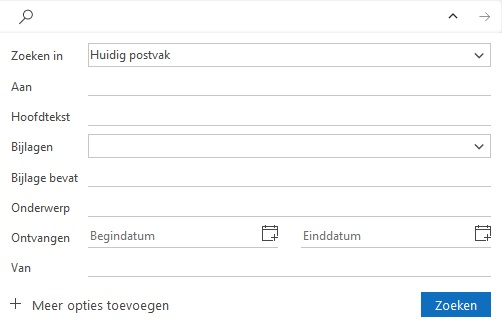 Zoeken in Huidig postvak
Aan
Hoofdtekst
Bijlagen
Bijlage bevat
Onderwerp
Ontvangen Begindatum Einddatum
Van
Meer opties toevoegen Zoeken